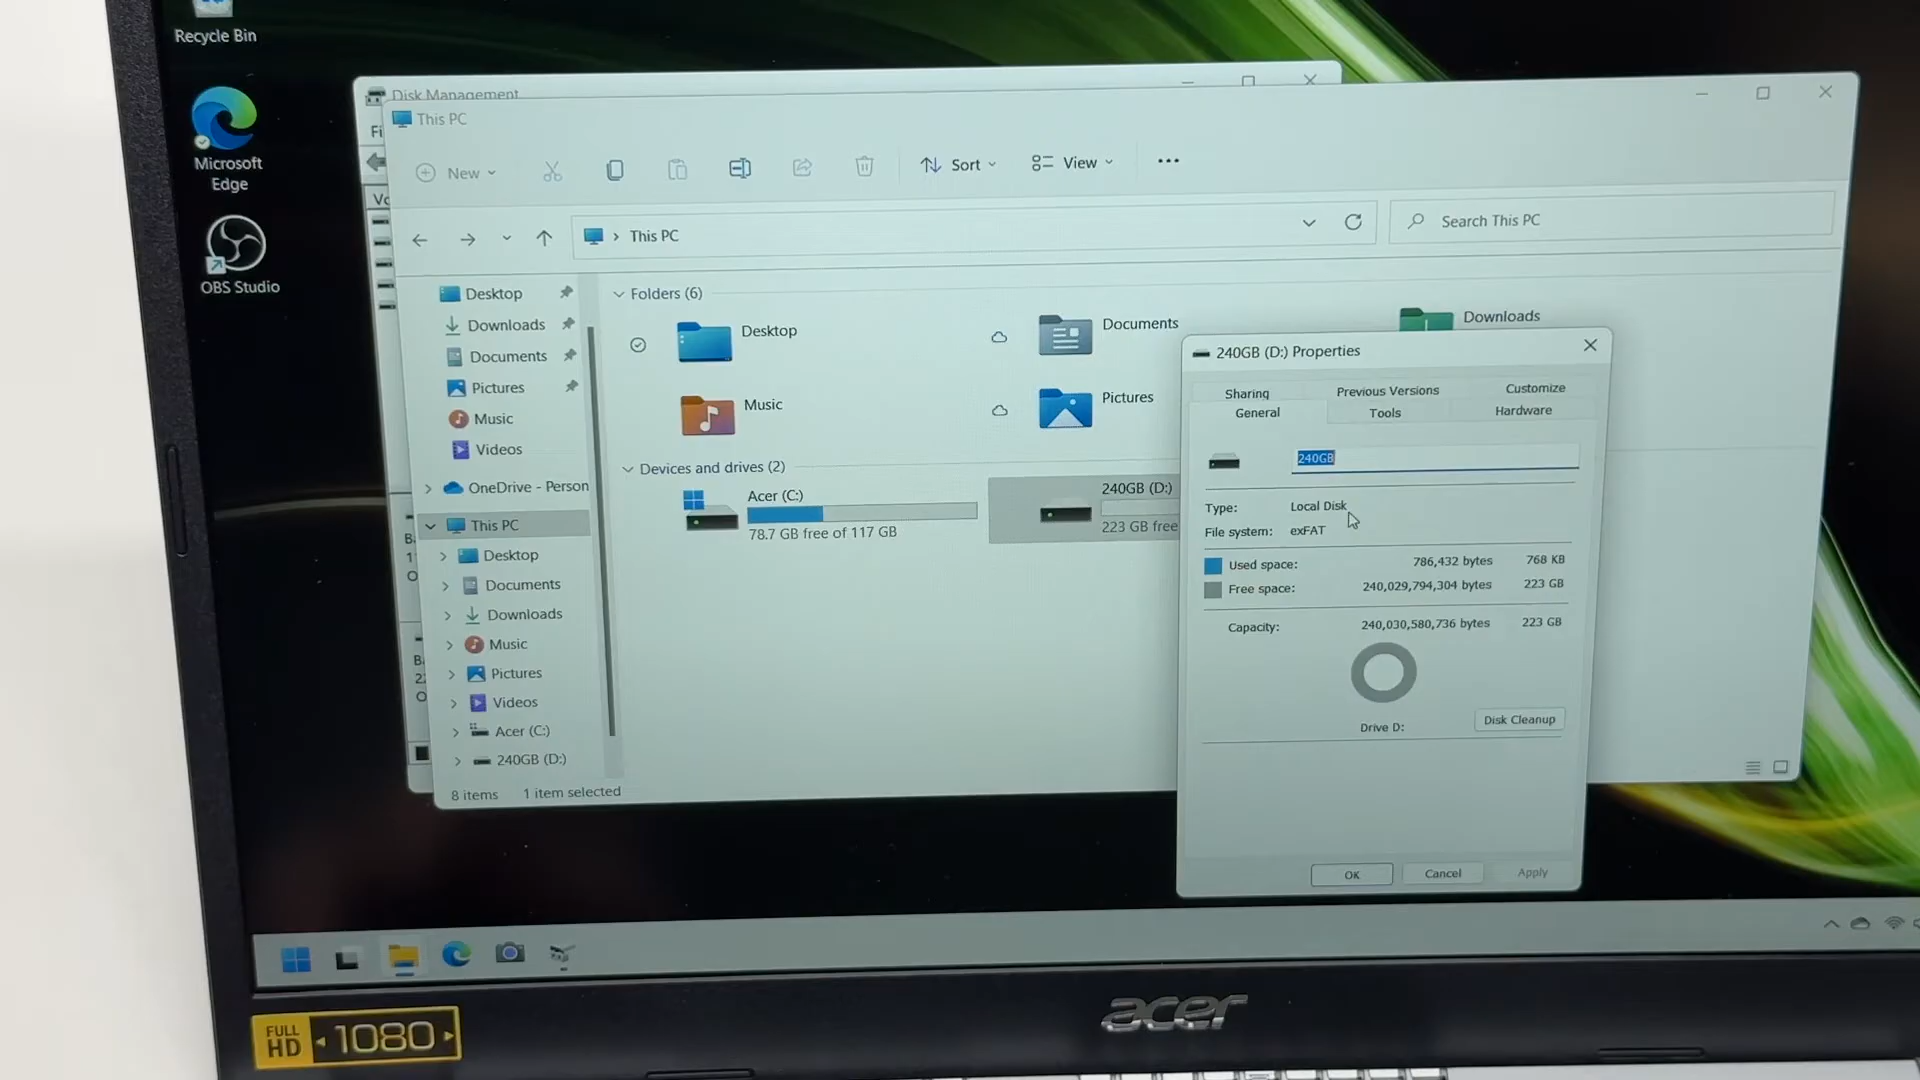 Recycle Bin
Microsoft
Edge
OBS Studio
Disk Management
This PC
Fi
New
Sort
View
Vo
This PC
Search This PC
Desktop
Downloads
Documents
Pictures
Music
Videos
OneDrive - Person
This PC
Desktop
Documents
Downloads
Music
Pictures
Videos
Acer (C:)
240GB (D:)
8 items 1 item selected
Folders (6)
Desktop
Documents
Downloads
Music
Pictures
Devices and drives (2)
Acer (C:)
78.7 GB free of 117 GB
240GB (D:)
223 GB free
240GB (D:) Properties
Sharing Previous Versions Customize
General Tools Hardware
240GB
Type: Local Disk
File system: exFAT
Used space: 786,432 bytes 768 KB
Free space: 240,029,794,304 bytes 223 GB
Capacity: 240,030,580,736 bytes 223 GB
Drive D: Disk Cleanup
OK Cancel Apply
FULL
HD 1080
acer